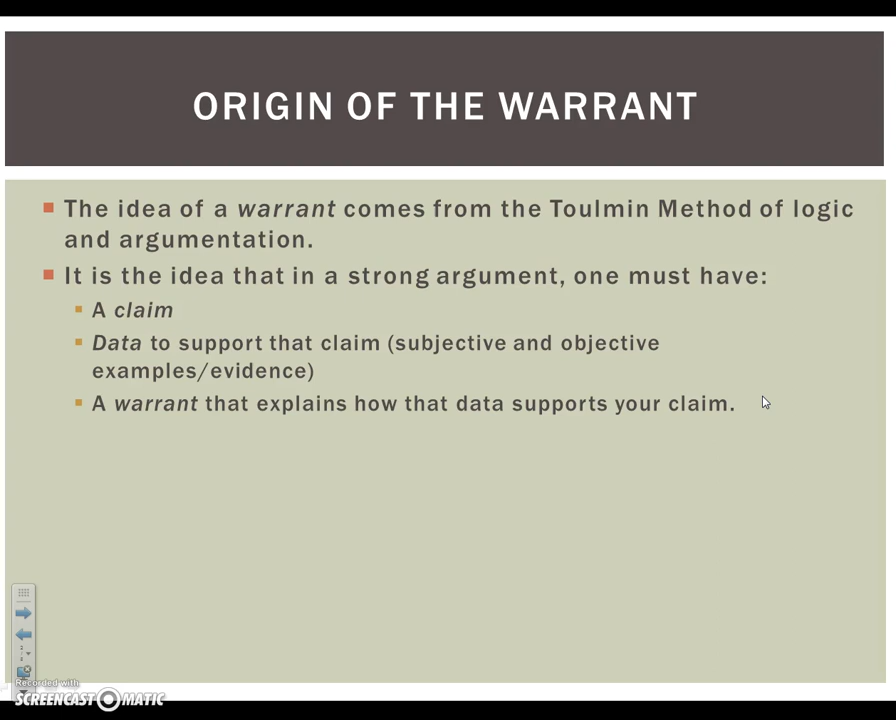 ORIGIN OF THE WARRANT
The idea of a warrant comes from the Toulmin Method of logic
and argumentation.
It is the idea that in a strong argument, one must have:
A claim
Data to support that claim (subjective and objective
examples/evidence)
A warrant that explains how that data supports your claim.
Recorded with
SCREENCAST-O-MATIC